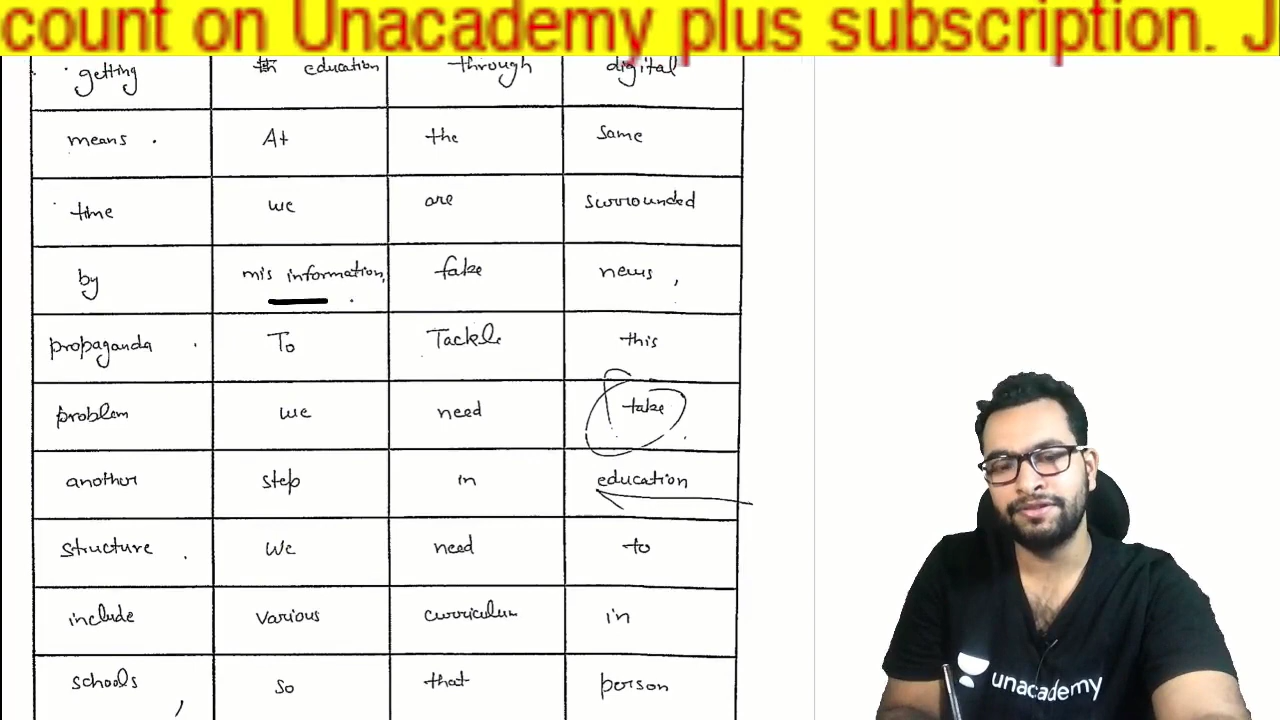 count on Unacademy plus subscription. J
getting education through digital
means . At the same
time we are surrounded
by mis information, fake news ,
propaganda . To Tackle this
problem we need take
another step in education
structure . We need to
include various curriculum in
schools , so that person
unacademy